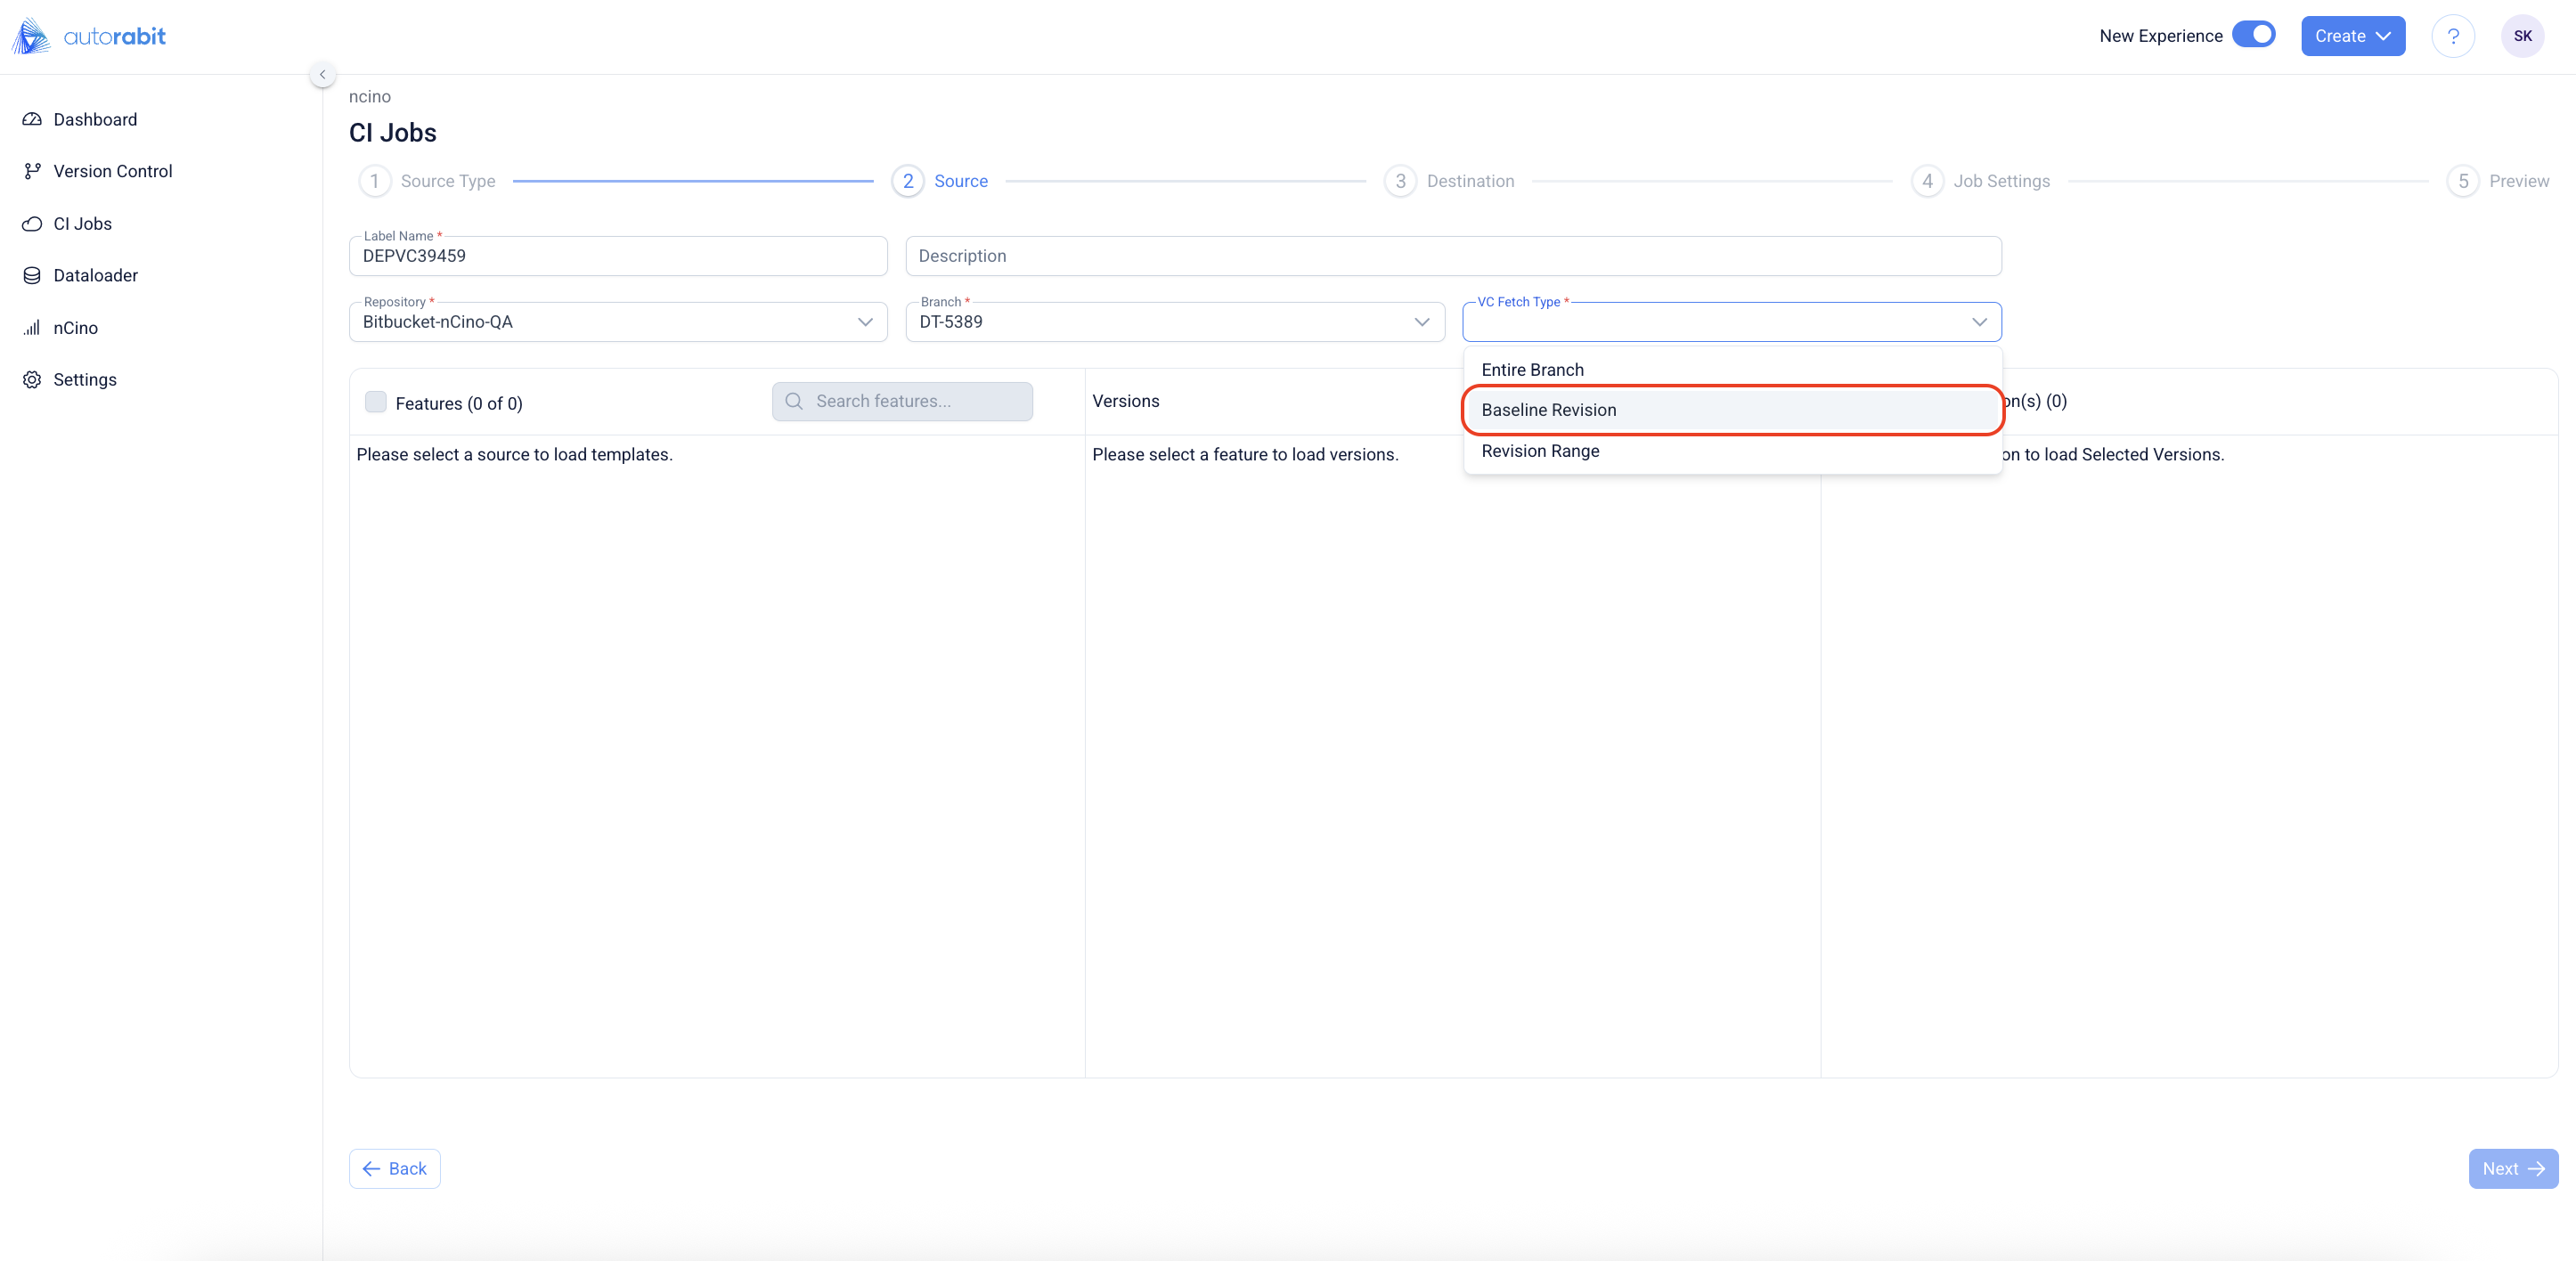 autorabit
New Experience
Create
?
SK
Dashboard
Version Control
CI Jobs
Dataloader
nCino
Settings
ncino
CI Jobs
1 Source Type
2 Source
3 Destination
4 Job Settings
5 Preview
Label Name *
DEPVC39459
Description
Repository *
Bitbucket-nCino-QA
Branch *
DT-5389
VC Fetch Type *
Entire Branch
Baseline Revision
Revision Range
Features (0 of 0)
Search features...
Versions
on(s) (0)
Please select a source to load templates.
Please select a feature to load versions.
on to load Selected Versions.
Back
Next